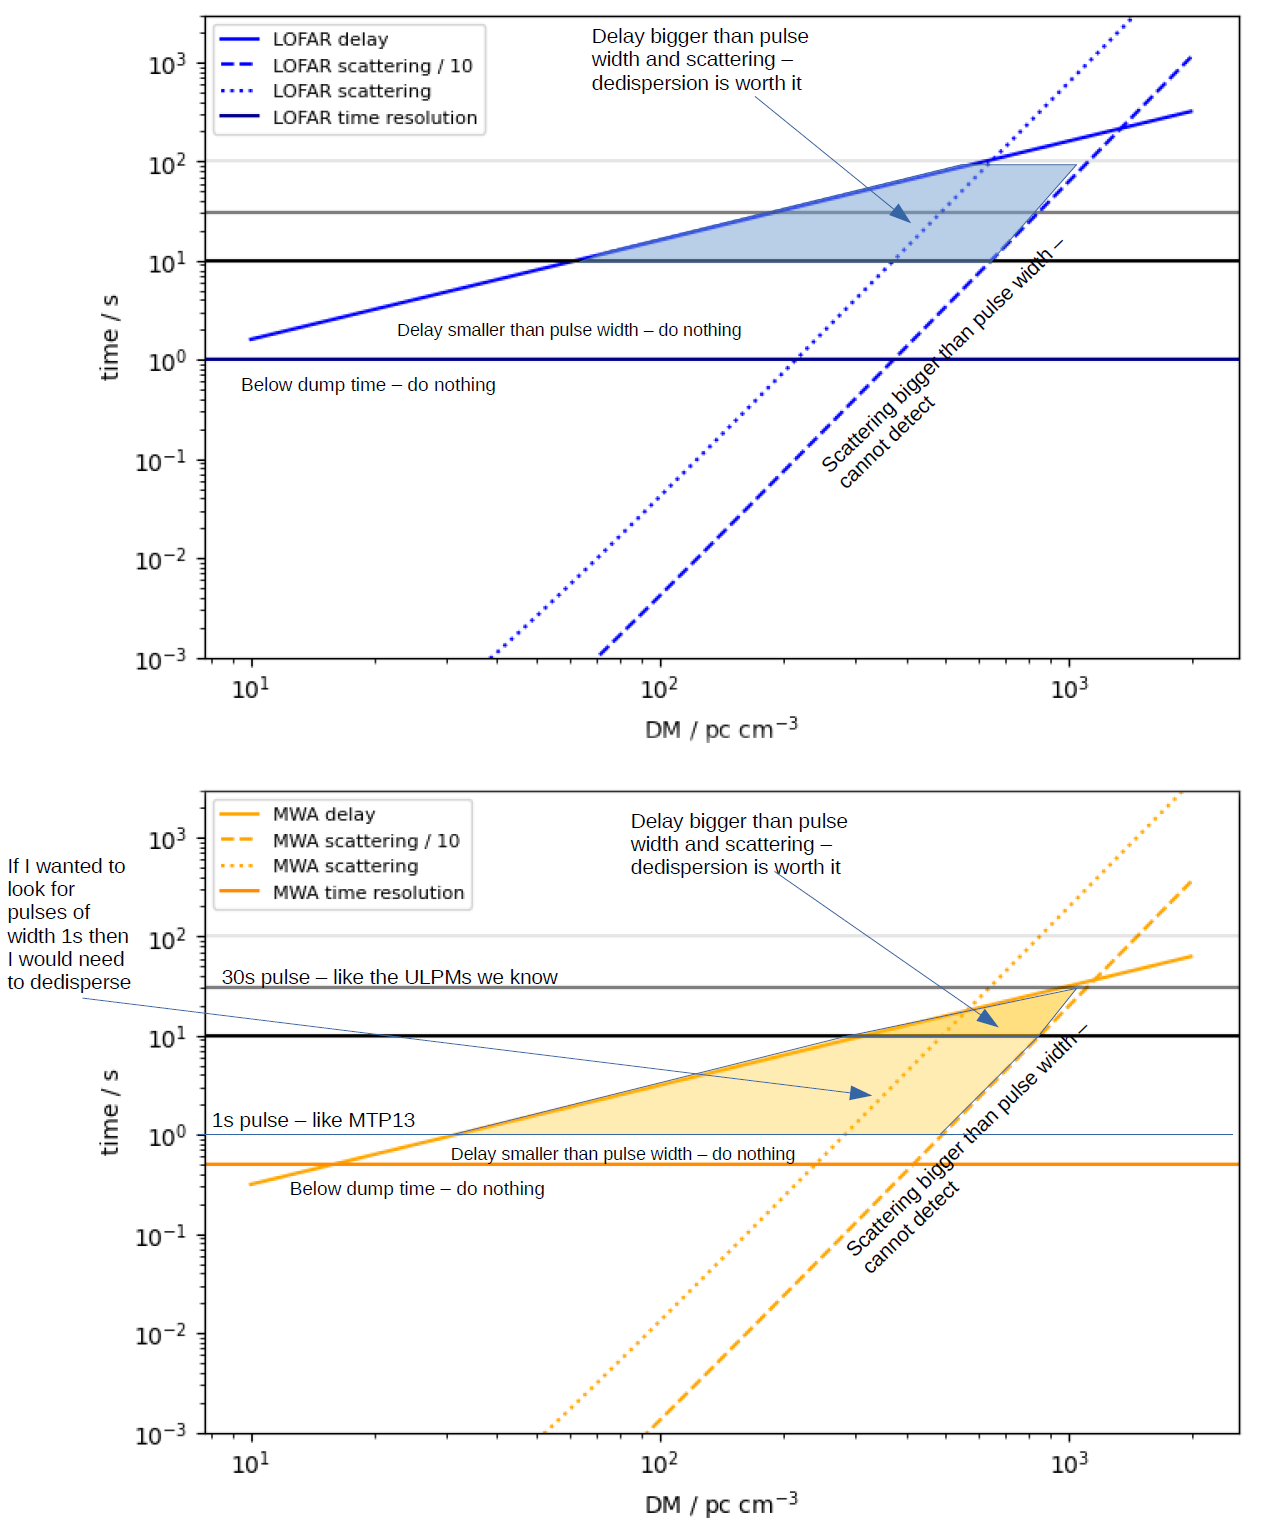 LOFAR delay
LOFAR scattering / 10
LOFAR scattering
LOFAR time resolution
Delay bigger than pulse
width and scattering –
dedispersion is worth it
10³
10²
10¹
10⁰
10⁻¹
10⁻²
10⁻³
time / s
Delay smaller than pulse width – do nothing
Below dump time – do nothing
Scattering bigger than pulse width –
cannot detect
10¹
10²
10³
DM / pc cm⁻³
MWA delay
MWA scattering / 10
MWA scattering
MWA time resolution
Delay bigger than pulse
width and scattering –
dedispersion is worth it
If I wanted to
look for
pulses of
width 1s then
I would need
to dedisperse
10³
10²
10¹
10⁰
10⁻¹
10⁻²
10⁻³
time / s
30s pulse – like the ULPMs we know
1s pulse – like MTP13
Delay smaller than pulse width – do nothing
Below dump time – do nothing
Scattering bigger than pulse width –
cannot detect
10¹
10²
10³
DM / pc cm⁻³